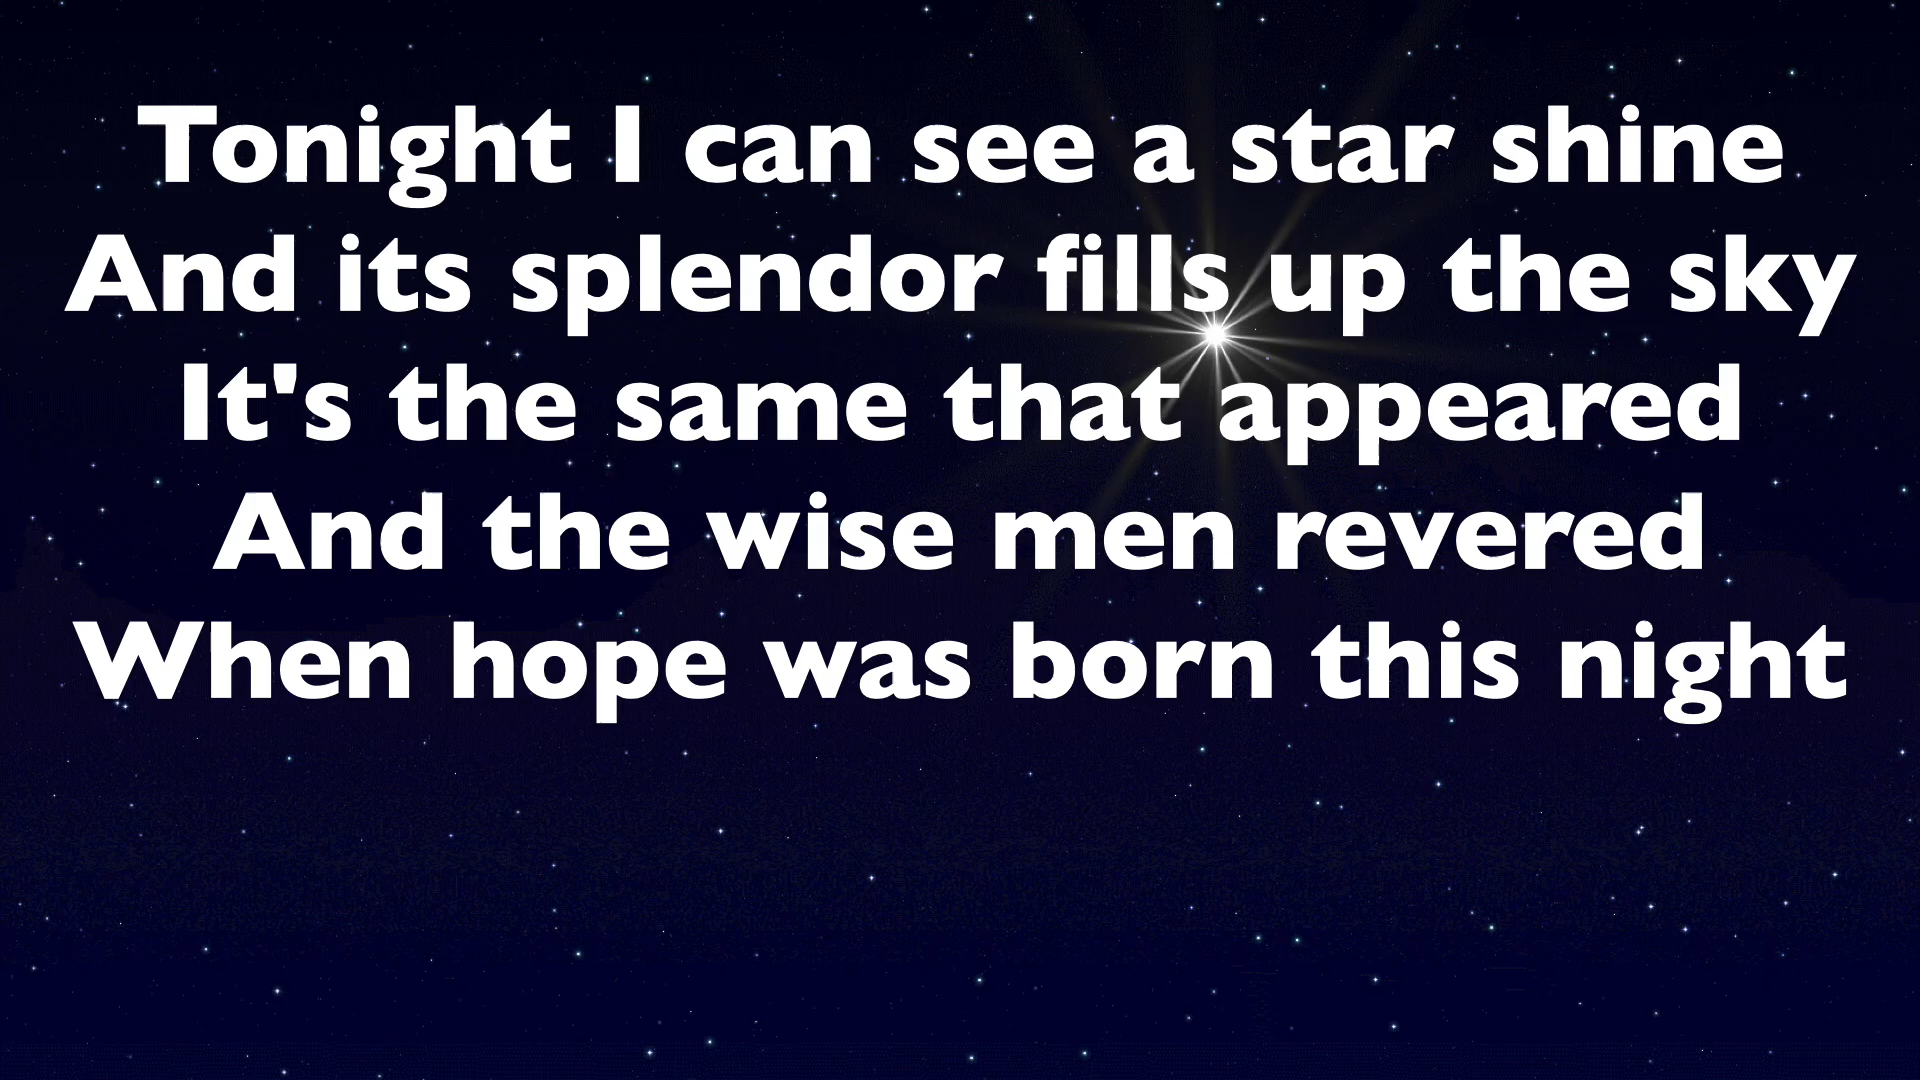 Tonight I can see a star shine
And its splendor fills up the sky
It's the same that appeared
And the wise men revered
When hope was born this night